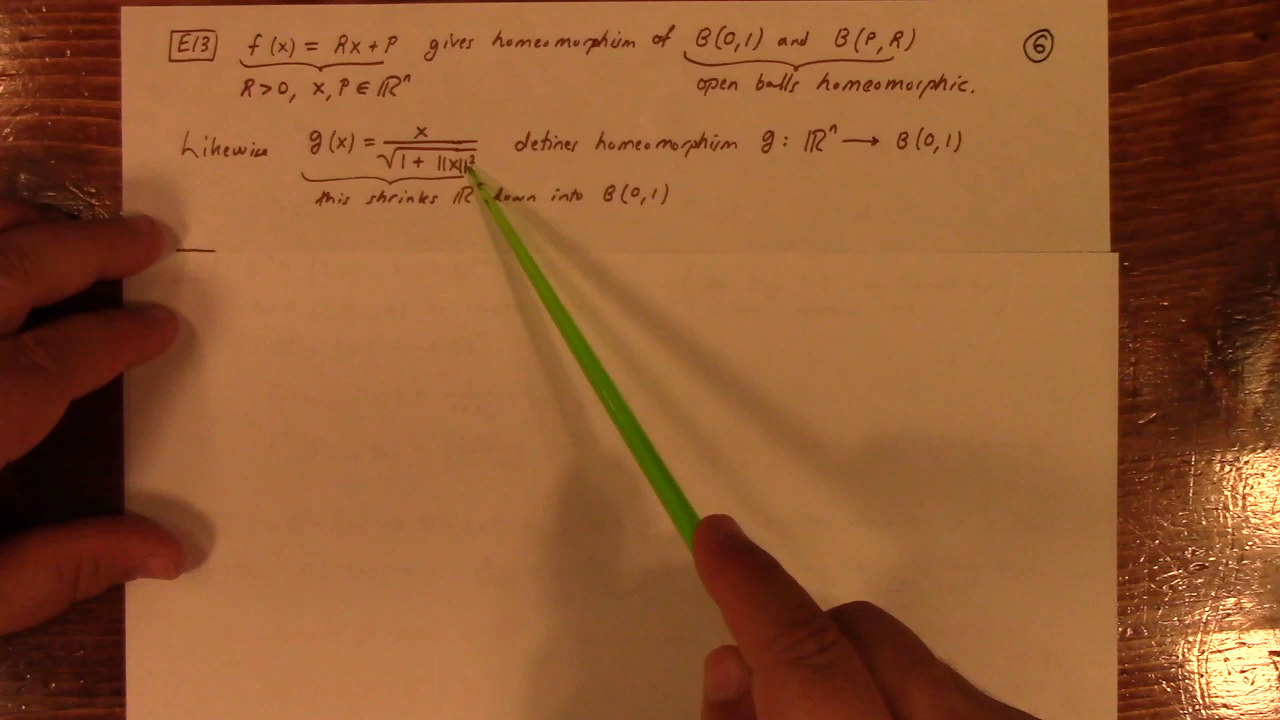 E13 f(x) = Rx + P gives homeomorphism of B(0,1) and B(P,R) 6
R > 0, x, P ∈ ℝⁿ open balls homeomorphic.
Likewise g(x) = x / √(1 + ||x||²) defines homeomorphism g : ℝⁿ → B(0,1)
this shrinks ℝⁿ down into B(0,1)